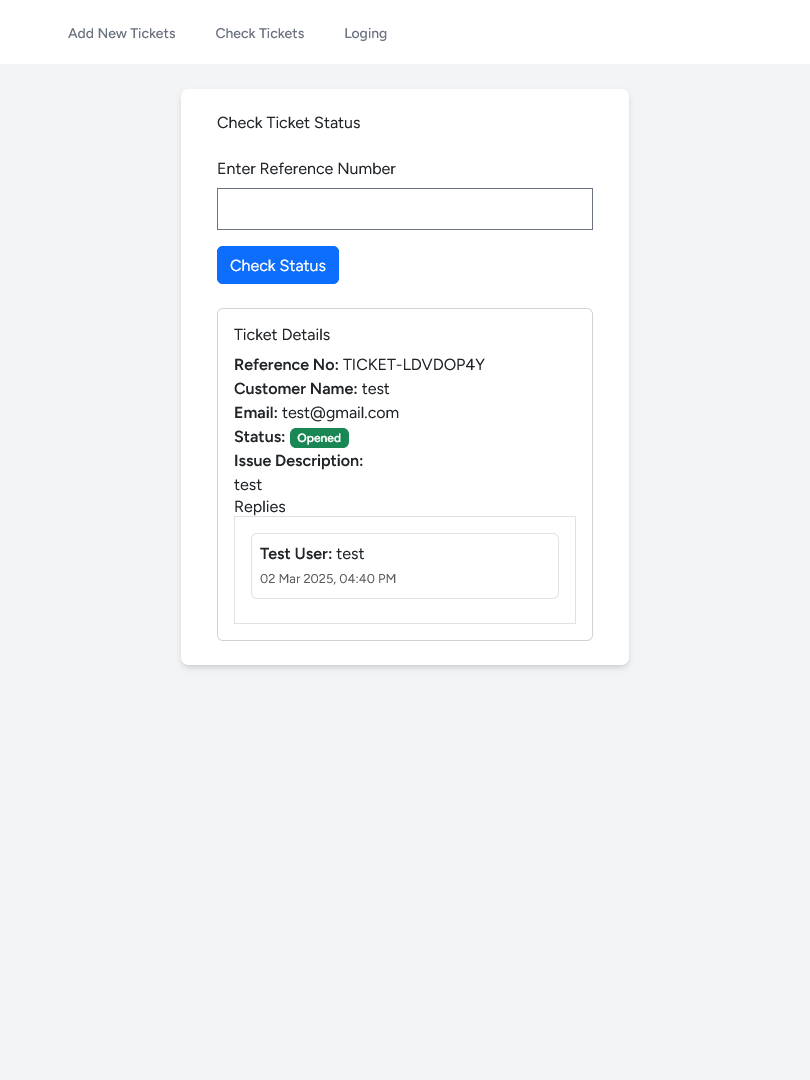 Add New Tickets Check Tickets Loging
Check Ticket Status
Enter Reference Number
Check Status
Ticket Details
Reference No: TICKET-LDVDOP4Y
Customer Name: test
Email: test@gmail.com
Status: Opened
Issue Description:
test
Replies
Test User: test
02 Mar 2025, 04:40 PM